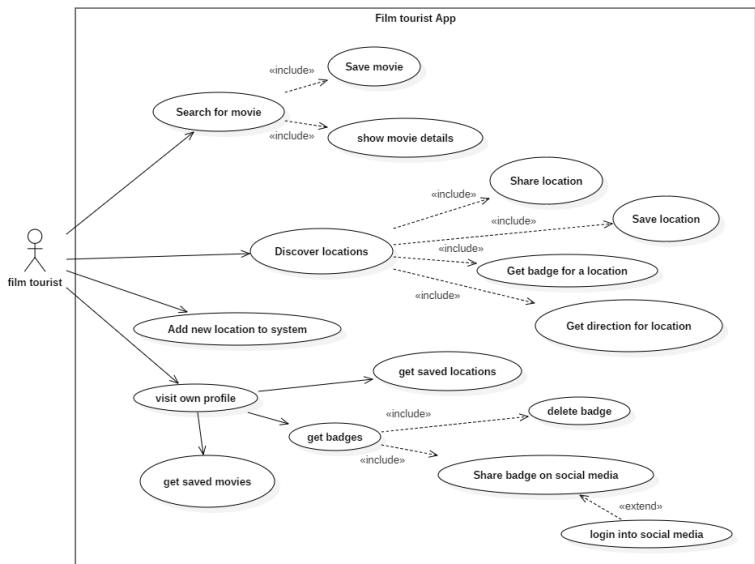 Film tourist App
Save movie
«include»
Search for movie
«include»
show movie details
Share location
«include»
Save location
«include»
film tourist
Discover locations
«include»
Get badge for a location
«include»
Get direction for location
Add new location to system
get saved locations
visit own profile
«include»
delete badge
get badges
«include»
Share badge on social media
get saved movies
«extend»
login into social media